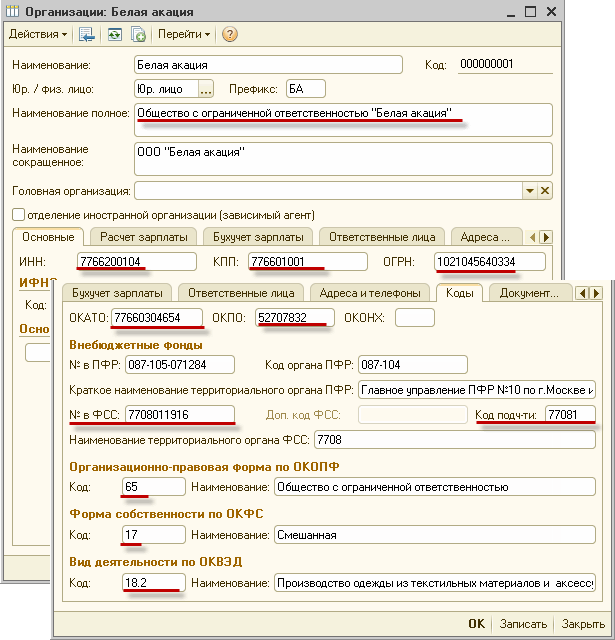 Организации: Белая акация
Действия Перейти
Наименование: Белая акация Код: 000000001
Юр. / Физ. лицо: Юр. лицо ... Префикс: БА
Наименование полное: Общество с ограниченной ответственностью "Белая акация"
Наименование сокращенное: ООО "Белая акация"
Головная организация:
отделение иностранной организации (зависимый агент)
Основные Расчет зарплаты Бухучет зарплаты Ответственные лица Адреса ...
ИНН: 7766200104 КПП: 776601001 ОГРН: 1021045640334
Код:
Бухучет зарплаты Ответственные лица Адреса и телефоны Коды Документ...
ОКАТО: 77660304654 ОКПО: 52707832 ОКОНХ:
Внебюджетные фонды
№ в ПФР: 087-105-071284 Код органа ПФР: 087-104
Краткое наименование территориального органа ПФР: Главное управление ПФР №10 по г.Москве и
№ в ФСС: 7708011916 Доп. код ФСС: Код подч-ти: 77081
Наименование территориального органа ФСС: 7708
Организационно-правовая форма по ОКОПФ
Код: 65 Наименование: Общество с ограниченной ответственностью
Форма собственности по ОКФС
Код: 17 Наименование: Смешанная
Вид деятельности по ОКВЭД
Код: 18.2 Наименование: Производство одежды из текстильных материалов и аксесс
OK Записать Закрыть